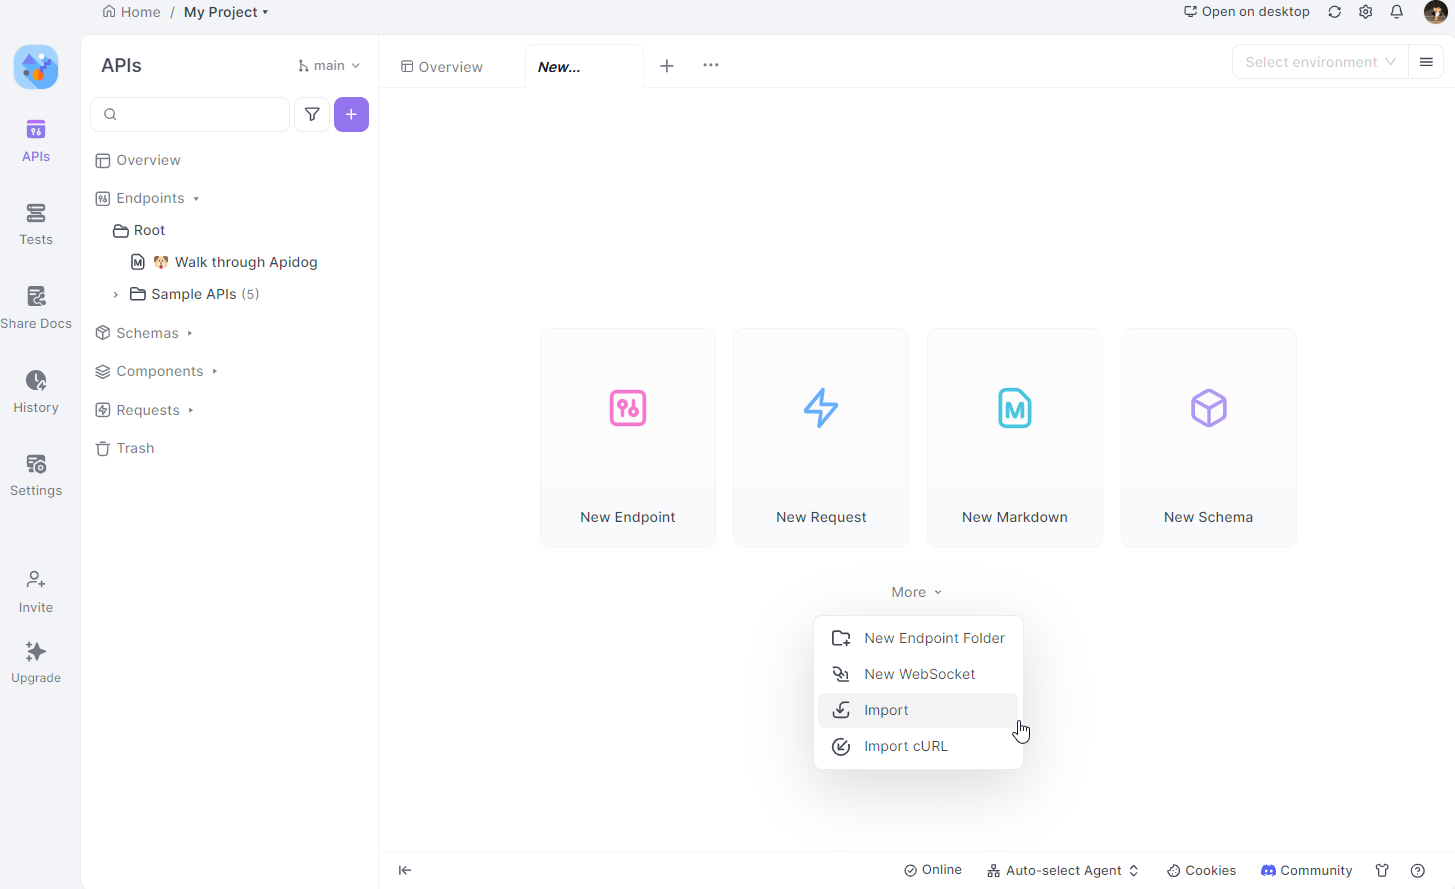 Home / My Project
Open on desktop
APIs
main
Overview
New...
Select environment
APIs
Tests
Share Docs
History
Settings
Invite
Upgrade
Overview
Endpoints
Root
Walk through Apidog
Sample APIs (5)
Schemas
Components
Requests
Trash
New Endpoint
New Request
New Markdown
New Schema
More
New Endpoint Folder
New WebSocket
Import
Import cURL
Online
Auto-select Agent
Cookies
Community